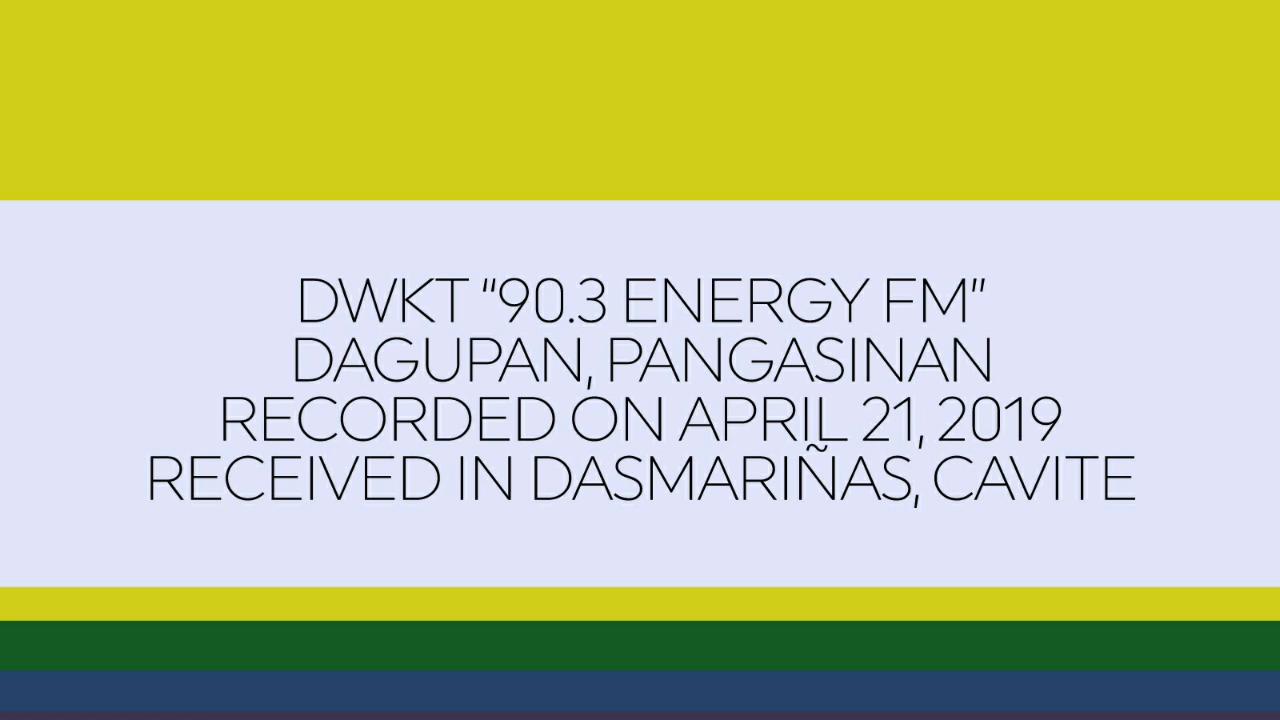 DWKT “90.3 ENERGY FM”
DAGUPAN, PANGASINAN
RECORDED ON APRIL 21, 2019
RECEIVED IN DASMARIÑAS, CAVITE